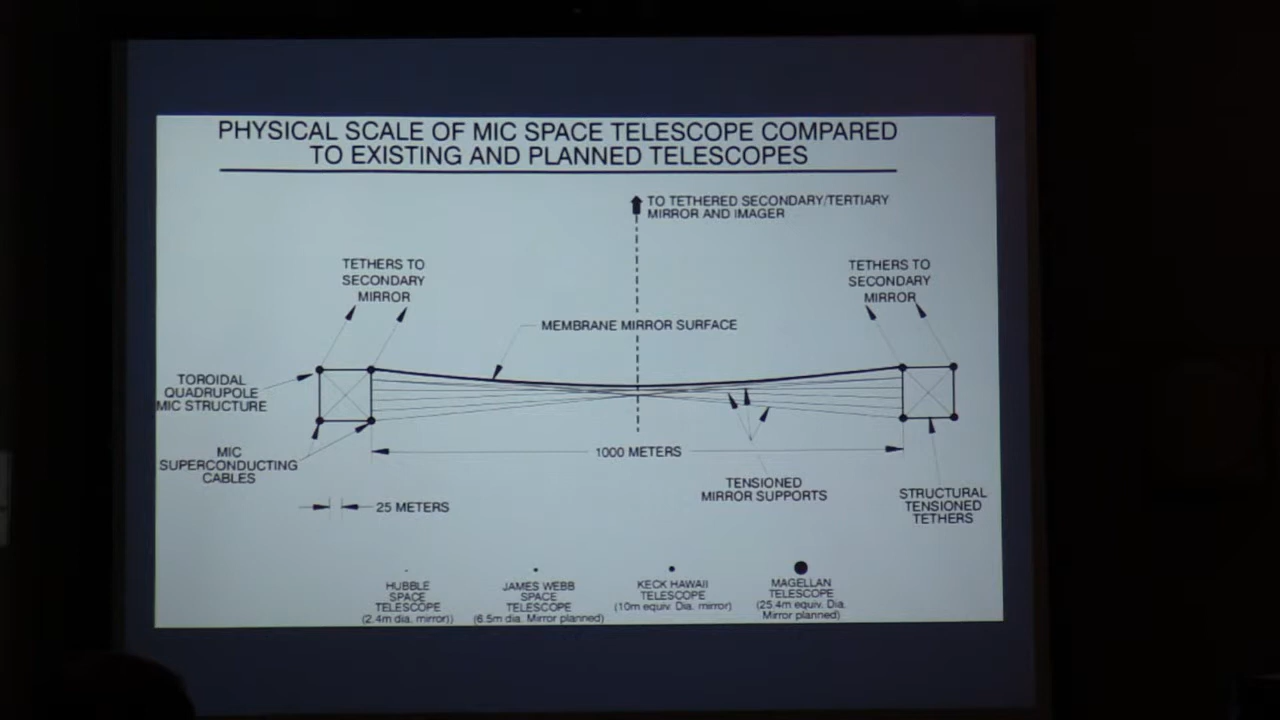 PHYSICAL SCALE OF MIC SPACE TELESCOPE COMPARED
TO EXISTING AND PLANNED TELESCOPES
TO TETHERED SECONDARY/TERTIARY
MIRROR AND IMAGER
TETHERS TO
SECONDARY
MIRROR
TETHERS TO
SECONDARY
MIRROR
MEMBRANE MIRROR SURFACE
TOROIDAL
QUADRUPOLE
MIC STRUCTURE
MIC
SUPERCONDUCTING
CABLES
1000 METERS
TENSIONED
MIRROR SUPPORTS
STRUCTURAL
TENSIONED
TETHERS
25 METERS
HUBBLE
SPACE
TELESCOPE
(2.4m dia. mirror))
JAMES WEBB
SPACE
TELESCOPE
(6.5m dia. Mirror planned)
KECK HAWAII
TELESCOPE
(10m equiv. Dia. mirror)
MAGELLAN
TELESCOPE
(25.4m equiv. Dia.
Mirror planned)